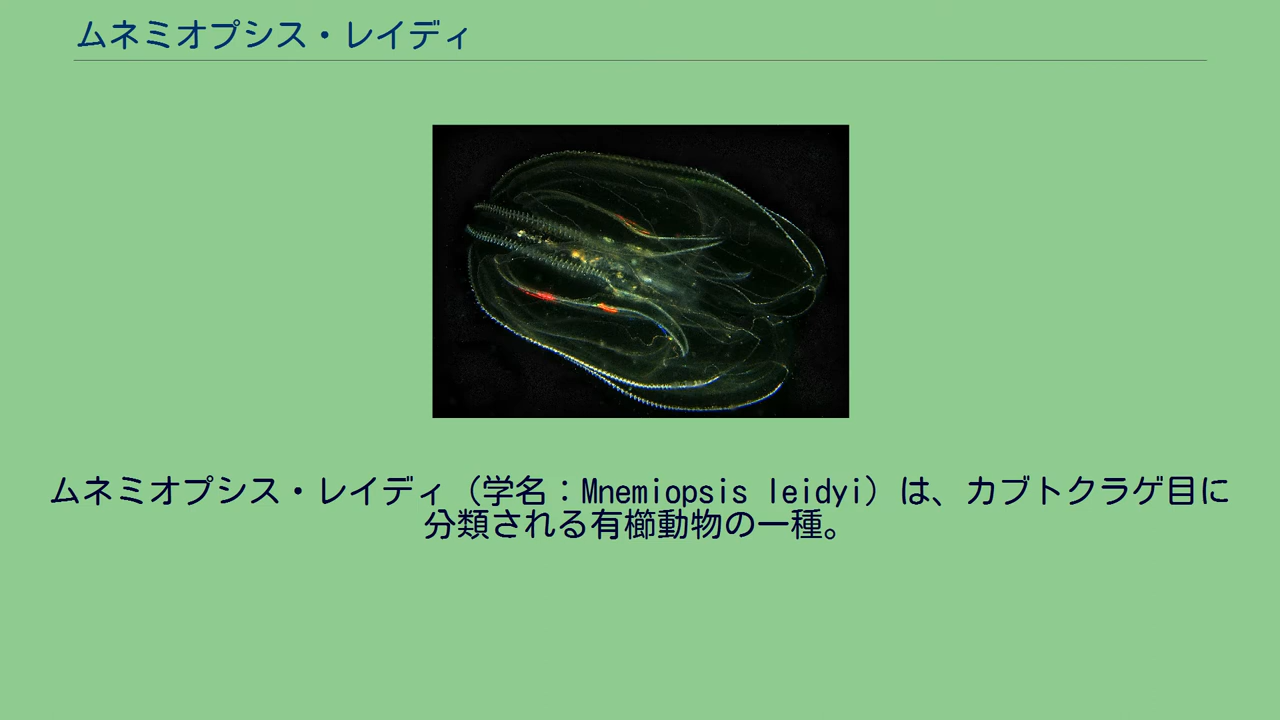 ムネミオプシス・レイディ
ムネミオプシス・レイディ（学名：Mnemiopsis leidyi）は、カブトクラゲ目に
分類される有櫛動物の一種。